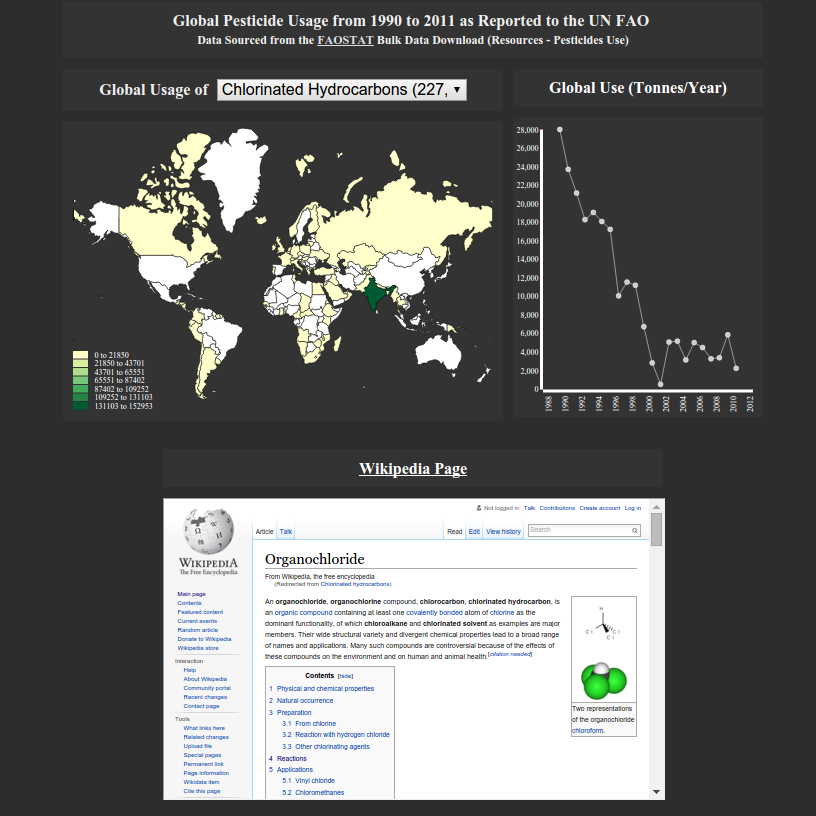 Global Pesticide Usage from 1990 to 2011 as Reported to the UN FAO
Data Sourced from the FAOSTAT Bulk Data Download (Resources - Pesticides Use)
Global Usage of
Chlorinated Hydrocarbons (227,
0 to 21850
21850 to 43701
43701 to 65551
65551 to 87402
87402 to 109252
109252 to 131103
131103 to 152953
Global Use (Tonnes/Year)
28,000
26,000
24,000
22,000
20,000
18,000
16,000
14,000
12,000
10,000
8,000
6,000
4,000
2,000
0
1988
1990
1992
1994
1996
1998
2000
2002
2004
2006
2008
2010
2012
Wikipedia Page
WIKIPEDIA
The Free Encyclopedia
Main page
Contents
Featured content
Current events
Random article
Donate to Wikipedia
Wikipedia store
Interaction
Help
About Wikipedia
Community portal
Recent changes
Contact page
Tools
What links here
Related changes
Upload file
Special pages
Permanent link
Page information
Wikidata item
Cite this page
Not logged in Talk Contributions Create account Log in
Article Talk Read Edit View history Search
Organochloride
From Wikipedia, the free encyclopedia
(Redirected from Chlorinated hydrocarbons)
An organochloride, organochlorine compound, chlorocarbon, chlorinated hydrocarbon, is
an organic compound containing at least one covalently bonded atom of chlorine as the
dominant functionality, of which chloroalkane and chlorinated solvent as examples are major
members. Their wide structural variety and divergent chemical properties lead to a broad range
of names and applications. Many such compounds are controversial because of the effects of
these compounds on the environment and on human and animal health.[citation needed]
Contents [hide]
1 Physical and chemical properties
2 Natural occurrence
3 Preparation
3.1 From chlorine
3.2 Reaction with hydrogen chloride
3.3 Other chlorinating agents
4 Reactions
5 Applications
5.1 Vinyl chloride
5.2 Chloromethanes
H
Cl
Cl
Cl
Two representations
of the organochloride
chloroform.